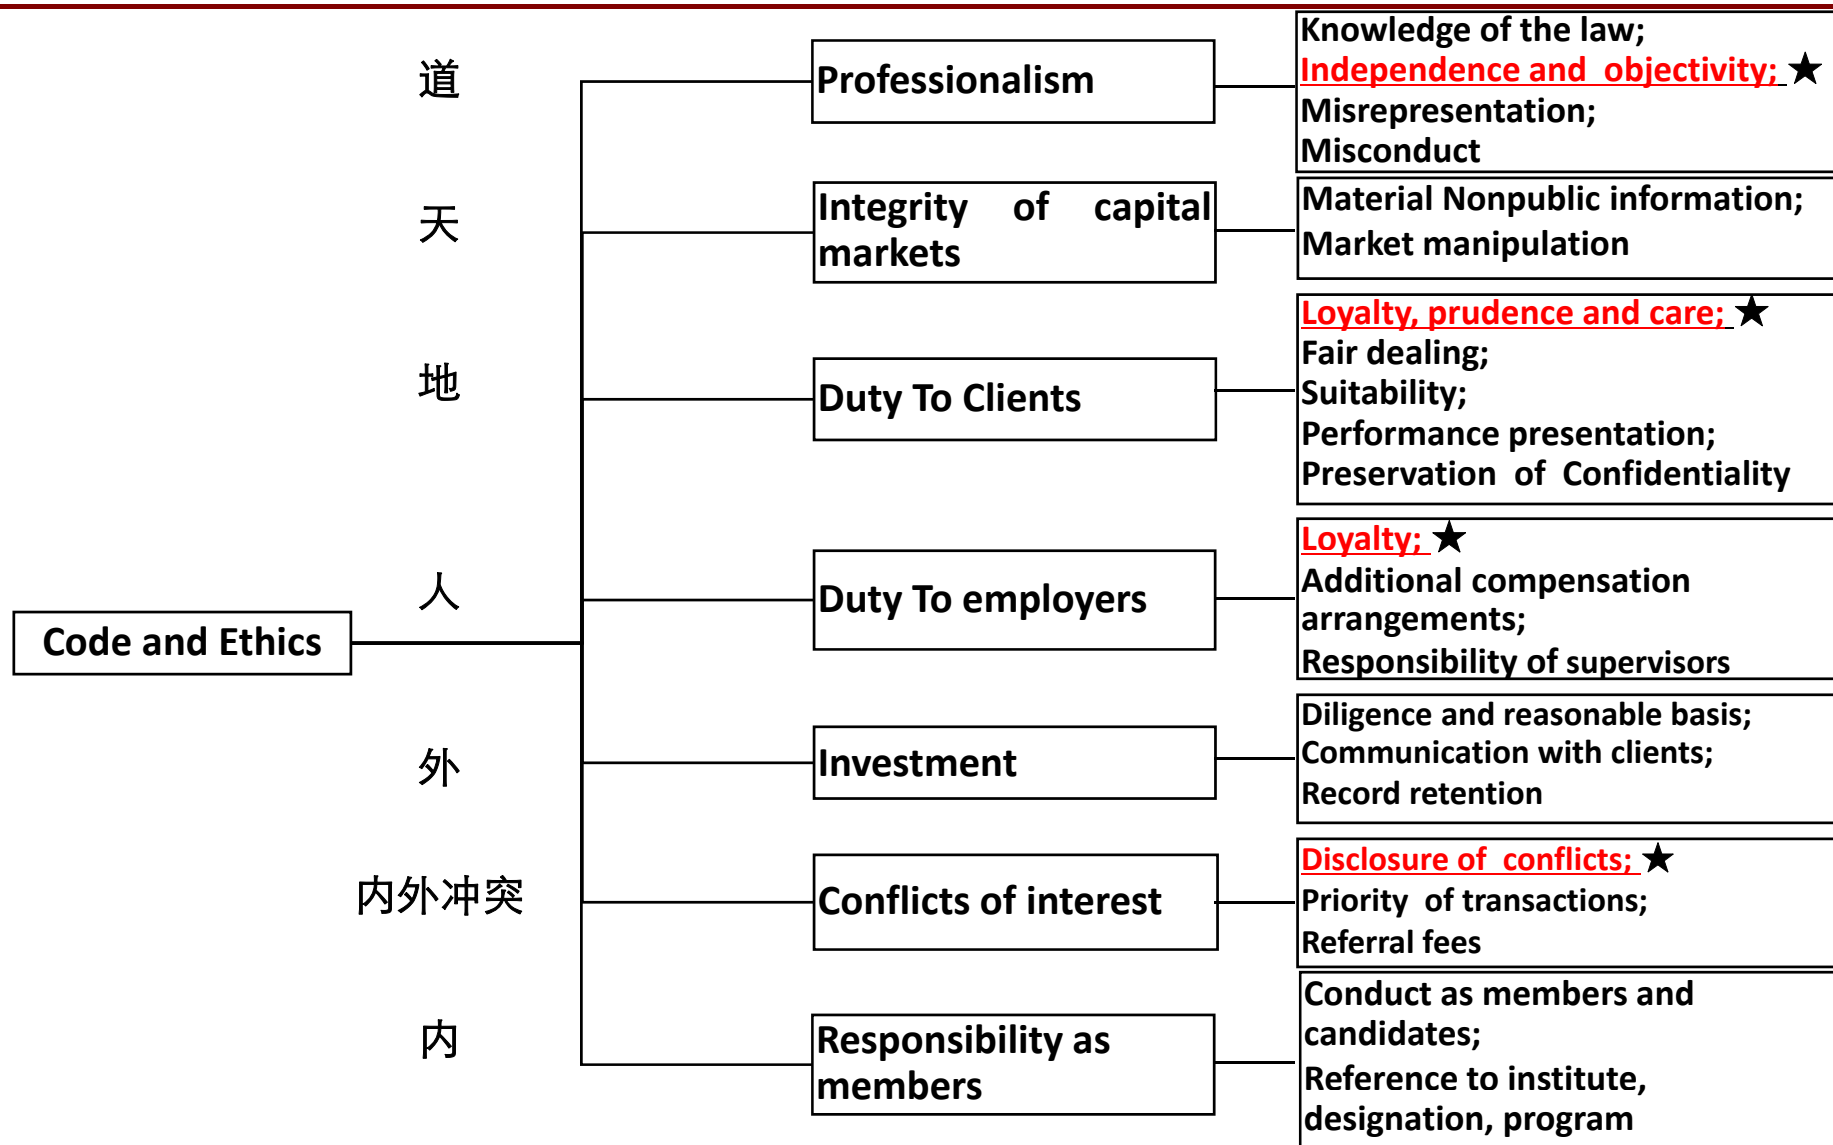 道
Professionalism
Knowledge of the law;
Independence and objectivity; ★
Misrepresentation;
Misconduct
天
Integrity of capital
markets
Material Nonpublic information;
Market manipulation
地
Duty To Clients
Loyalty, prudence and care; ★
Fair dealing;
Suitability;
Performance presentation;
Preservation of Confidentiality
人
Duty To employers
Loyalty; ★
Additional compensation
arrangements;
Responsibility of supervisors
Code and Ethics
外
Investment
Diligence and reasonable basis;
Communication with clients;
Record retention
内外冲突
Conflicts of interest
Disclosure of conflicts; ★
Priority of transactions;
Referral fees
内
Responsibility as
members
Conduct as members and
candidates;
Reference to institute,
designation, program